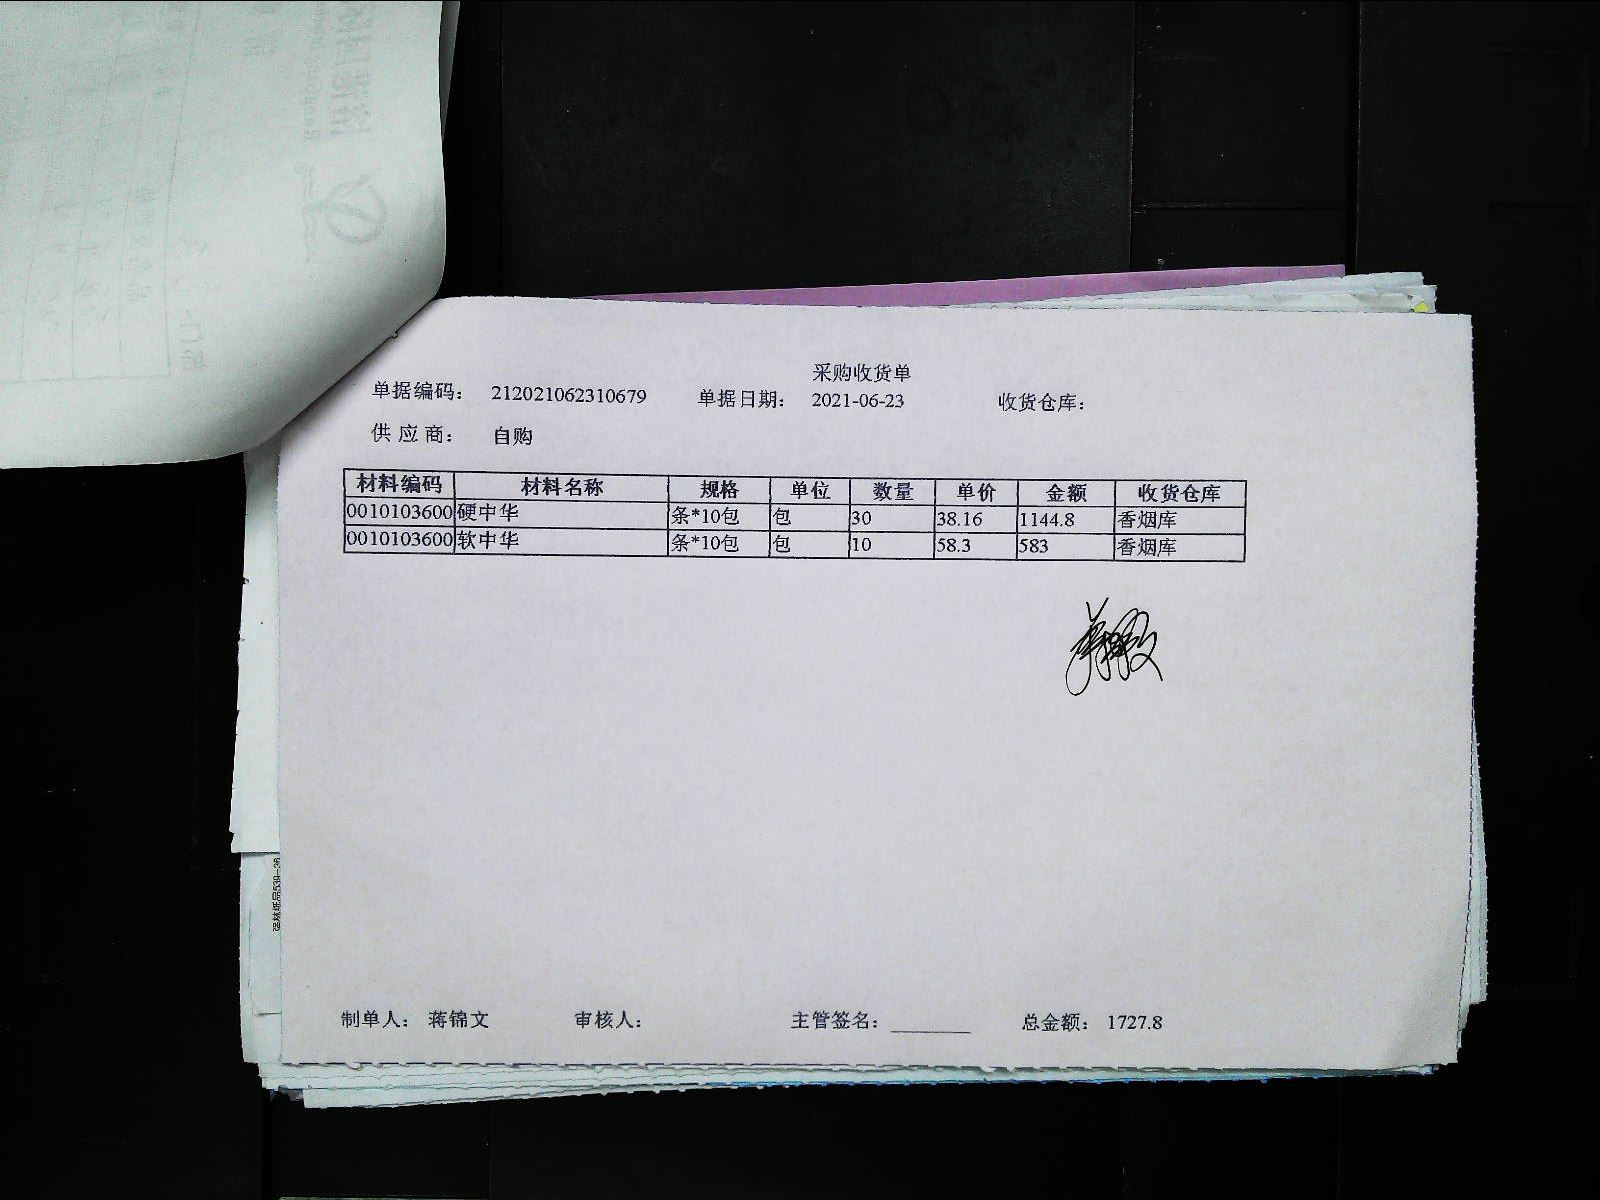 采购收货单
单据编码： 212021062310679 单据日期： 2021-06-23 收货仓库：
供 应 商： 自购
材料编码 材料名称 规格 单位 数量 单价 金额 收货仓库
0010103600 硬中华 条*10包 包 30 38.16 1144.8 香烟库
0010103600 软中华 条*10包 包 10 58.3 583 香烟库
制单人： 蒋锦文 审核人： 主管签名： ________ 总金额： 1727.8